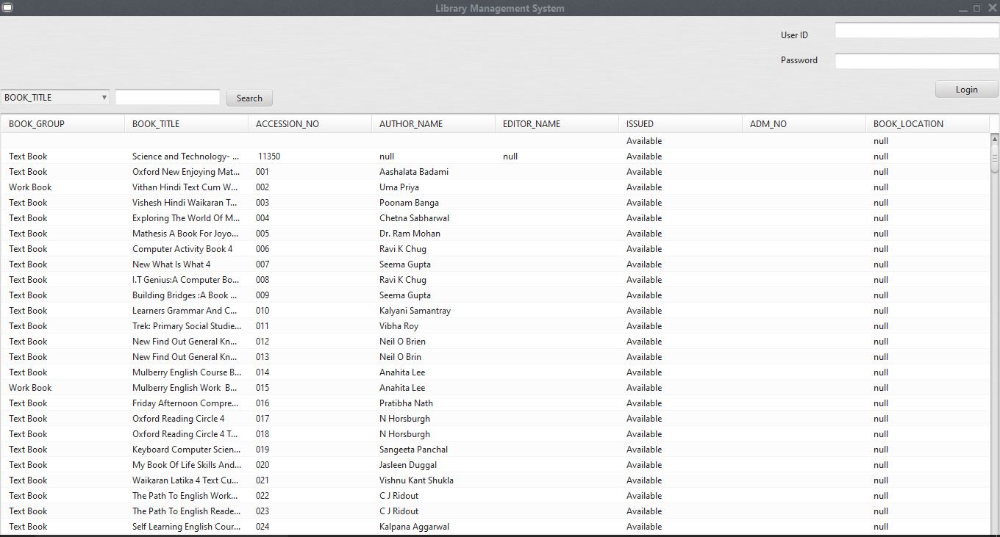 Library Management System
User ID
Password
Login
BOOK_TITLE Search
BOOK_GROUP BOOK_TITLE ACCESSION_NO AUTHOR_NAME EDITOR_NAME ISSUED ADM_NO BOOK_LOCATION
Available null
Text Book Science and Technology- ... 11350 null null Available null
Text Book Oxford New Enjoying Mat... 001 Aashalata Badami Available null
Work Book Vithan Hindi Text Cum W... 002 Uma Priya Available null
Text Book Vishesh Hindi Waikaran T... 003 Poonam Banga Available null
Text Book Exploring The World Of M... 004 Chetna Sabharwal Available null
Text Book Mathesis A Book For Joyo... 005 Dr. Ram Mohan Available null
Text Book Computer Activity Book 4 006 Ravi K Chug Available null
Text Book New What Is What 4 007 Seema Gupta Available null
Text Book I.T Genius:A Computer Bo... 008 Ravi K Chug Available null
Text Book Building Bridges :A Book ... 009 Seema Gupta Available null
Text Book Learners Grammar And C... 010 Kalyani Samantray Available null
Text Book Trek: Primary Social Studie... 011 Vibha Roy Available null
Text Book New Find Out General Kn... 012 Neil O Brien Available null
Text Book New Find Out General Kn... 013 Neil O Brin Available null
Text Book Mulberry English Course B... 014 Anahita Lee Available null
Work Book Mulberry English Work  B... 015 Anahita Lee Available null
Text Book Friday Afternoon Compre... 016 Pratibha Nath Available null
Text Book Oxford Reading Circle 4 017 N Horsburgh Available null
Text Book Oxford Reading Circle 4 T... 018 N Horsburgh Available null
Text Book Keyboard Computer Scien... 019 Sangeeta Panchal Available null
Text Book My Book Of Life Skills And... 020 Jasleen Duggal Available null
Text Book Waikaran Latika 4 Text Cu... 021 Vishnu Kant Shukla Available null
Text Book The Path To English Work... 022 C J Ridout Available null
Text Book The Path To English Reade... 023 C J Ridout Available null
Text Book Self Learning English Cour... 024 Kalpana Aggarwal Available null